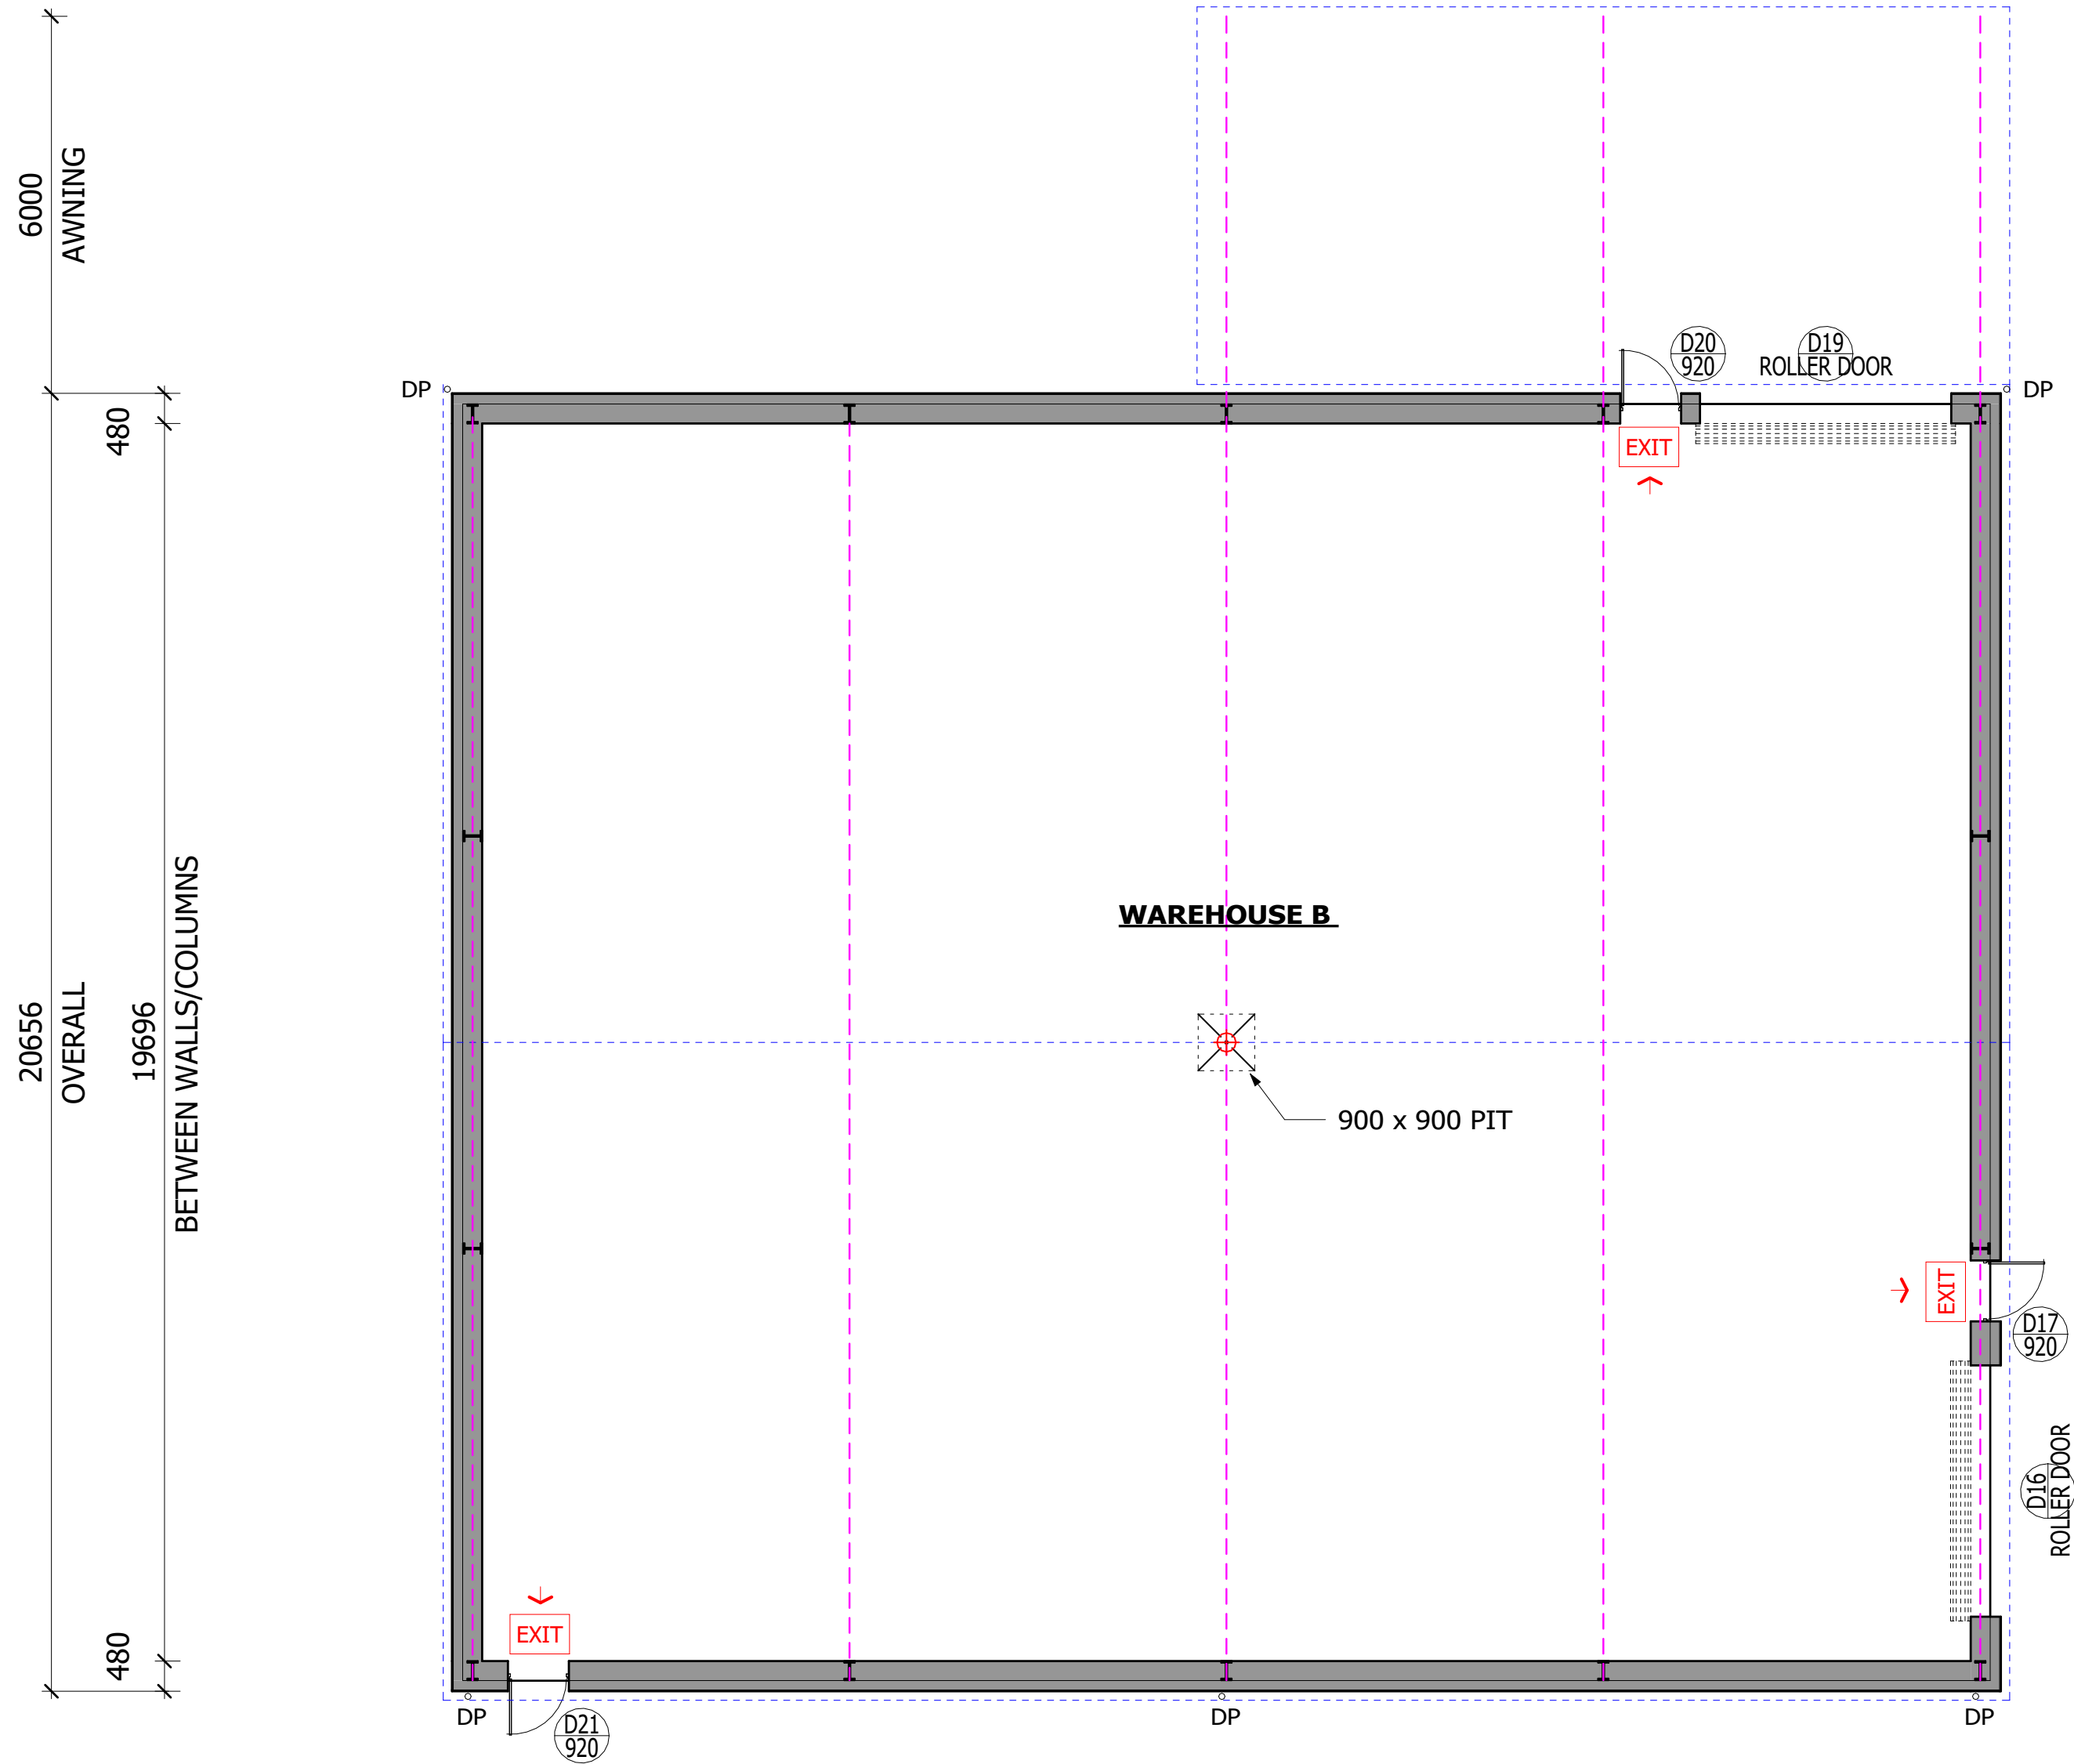 6000
AWNING
D20
920
D19
ROLLER DOOR
DP
DP
480
EXIT
WAREHOUSE B
20656
OVERALL
19696
BETWEEN WALLS/COLUMNS
900 x 900 PIT
EXIT
D17
920
D16
ROLLER DOOR
EXIT
480
DP
D21
920
DP
DP